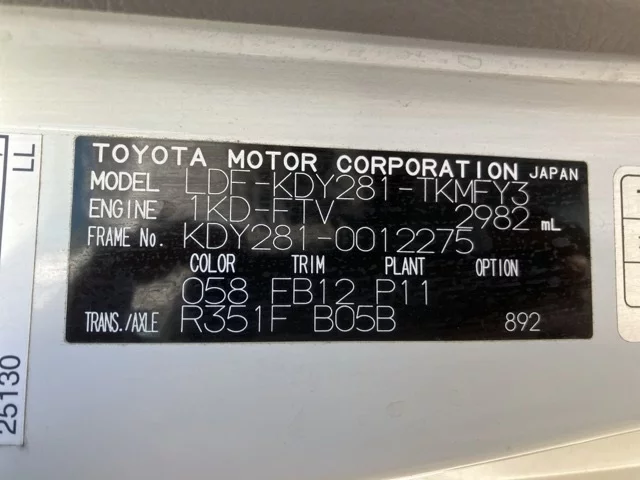 TOYOTA MOTOR CORPORATION JAPAN
MODEL LDF-KDY281-TKMFY3
ENGINE 1KD-FTV 2982 mL
FRAME No. KDY281-0012275
COLOR TRIM PLANT OPTION
058 FB12 P11
TRANS./AXLE R351F B05B 892
LL
25130